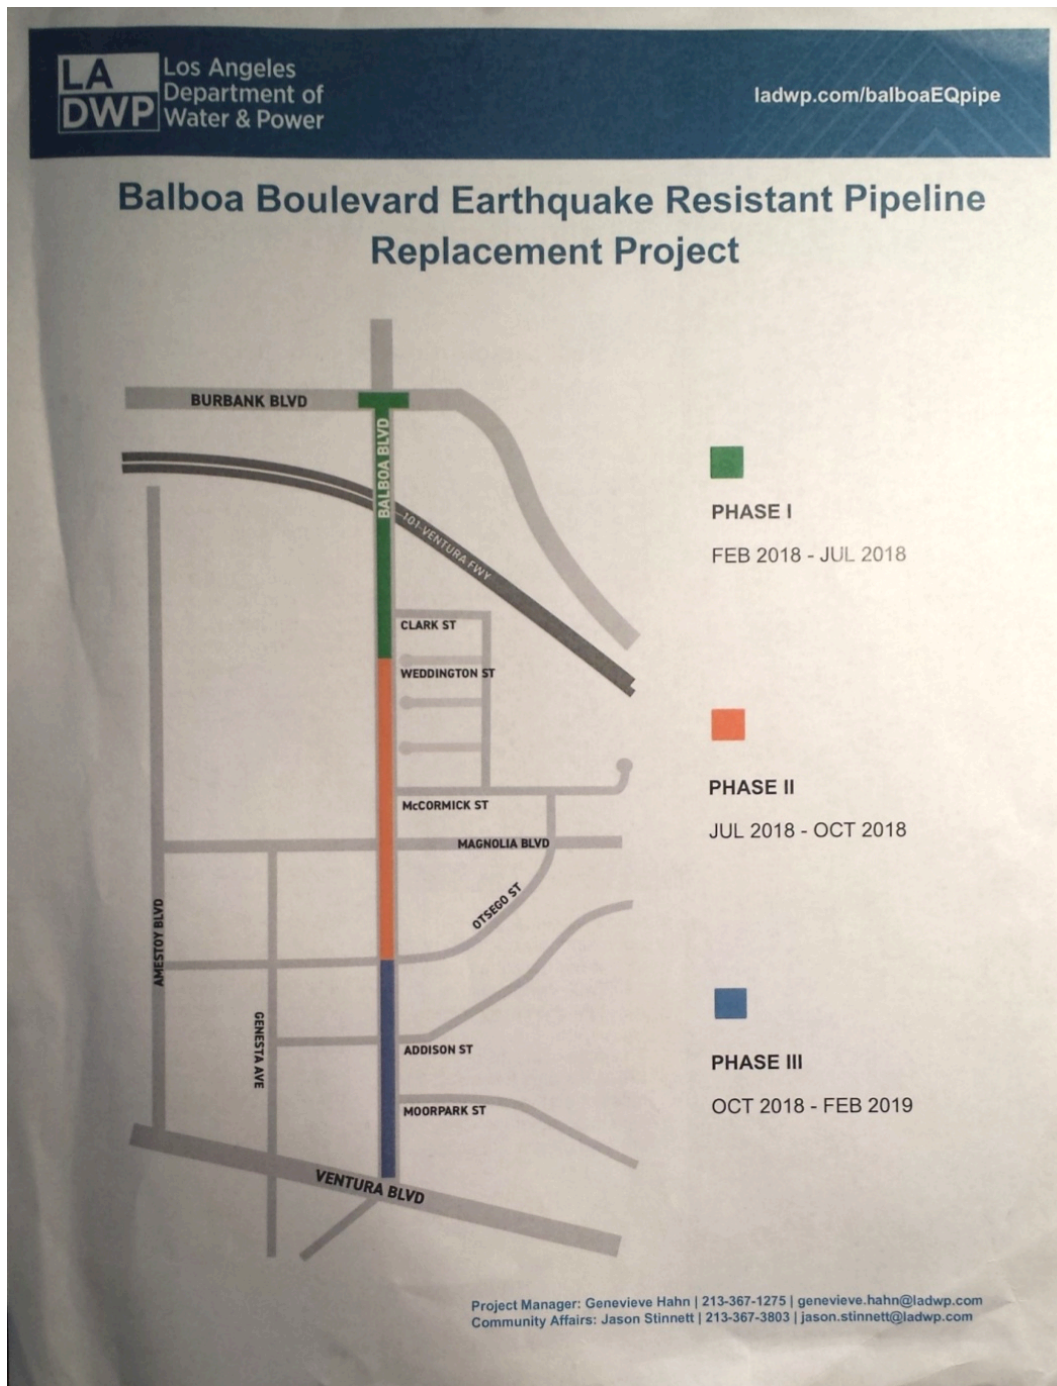 LA
DWP
Los Angeles
Department of
Water & Power
ladwp.com/balboaEQpipe
Balboa Boulevard Earthquake Resistant Pipeline
Replacement Project
BURBANK BLVD
BALBOA BLVD
101-VENTURA FWY
CLARK ST
WEDDINGTON ST
McCORMICK ST
MAGNOLIA BLVD
OTSEGO ST
AMESTOY BLVD
GENESTA AVE
ADDISON ST
MOORPARK ST
VENTURA BLVD
PHASE I
FEB 2018 - JUL 2018
PHASE II
JUL 2018 - OCT 2018
PHASE III
OCT 2018 - FEB 2019
Project Manager: Genevieve Hahn | 213-367-1275 | genevieve.hahn@ladwp.com
Community Affairs: Jason Stinnett | 213-367-3803 | jason.stinnett@ladwp.com